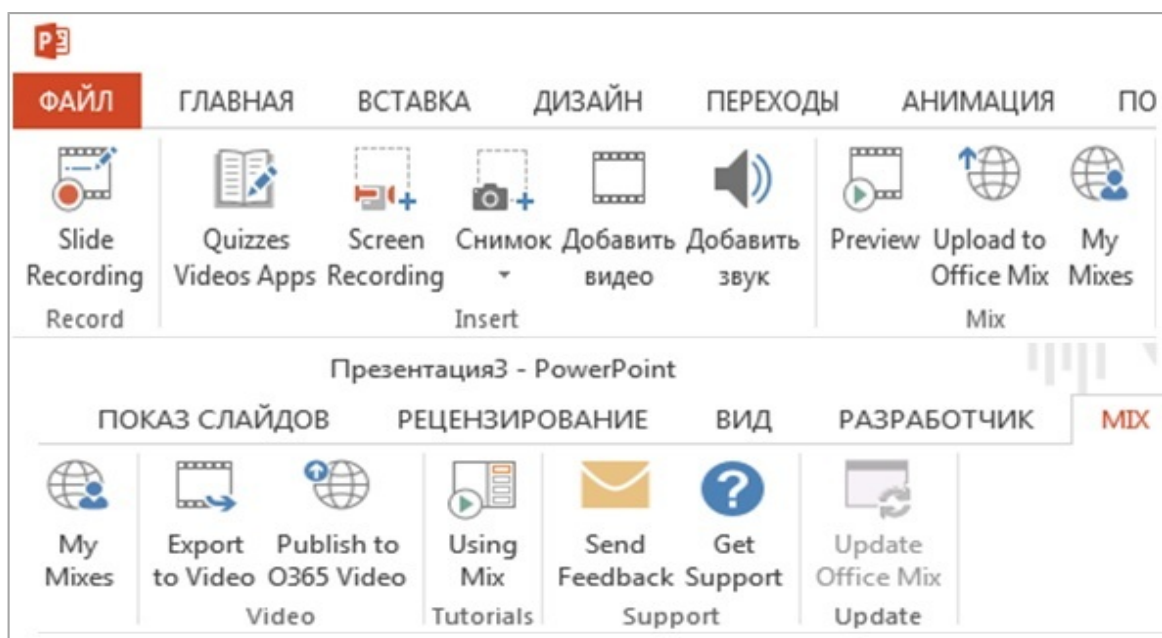 ФАЙЛ ГЛАВНАЯ ВСТАВКА ДИЗАЙН ПЕРЕХОДЫ АНИМАЦИЯ ПО
Slide Quizzes Screen Снимок Добавить Добавить Preview Upload to My
Recording Videos Apps Recording видео звук Office Mix Mixes
Record Insert Mix
Презентация3 - PowerPoint
ПОКАЗ СЛАЙДОВ РЕЦЕНЗИРОВАНИЕ ВИД РАЗРАБОТЧИК MIX
My Export Publish to Using Send Get Update
Mixes to Video O365 Video Mix Feedback Support Office Mix
Video Tutorials Support Update